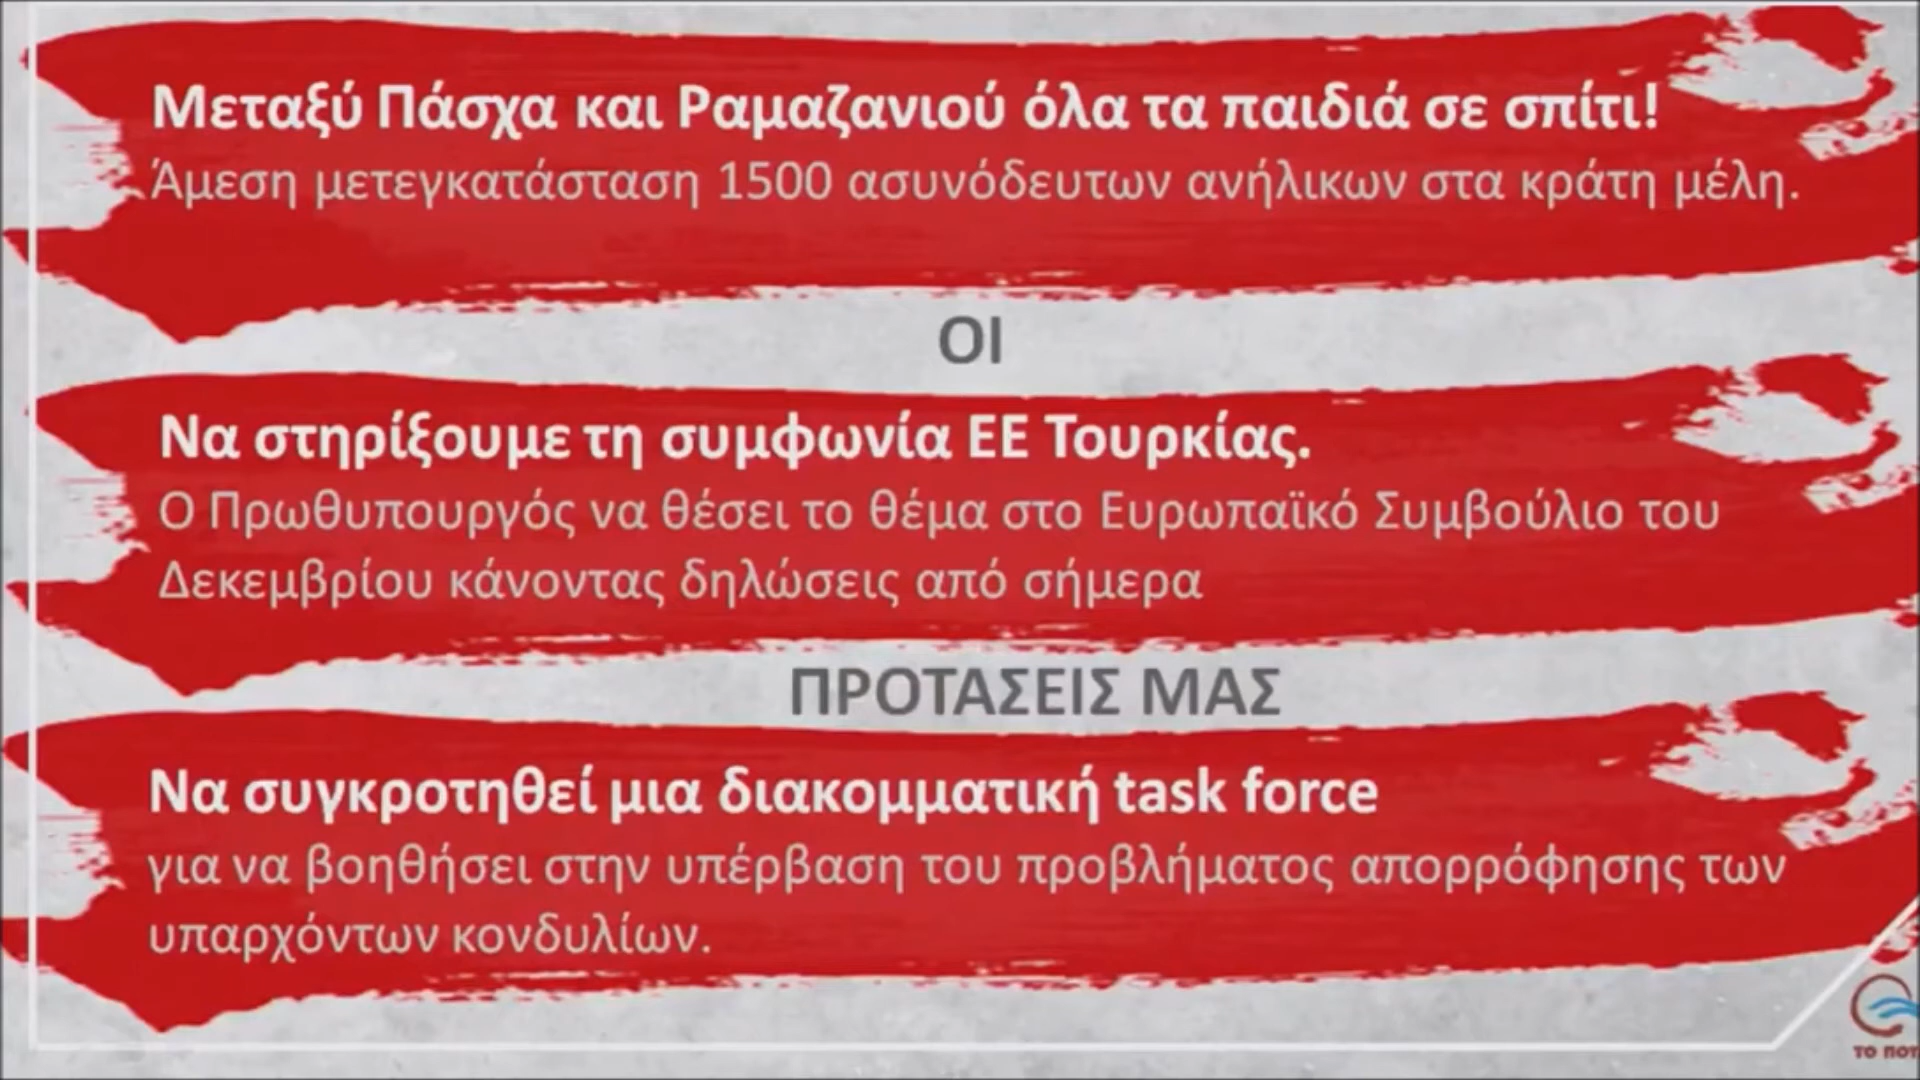 Μεταξύ Πάσχα και Ραμαζανιού όλα τα παιδιά σε σπίτι!
Άμεση μετεγκατάσταση 1500 ασυνόδευτων ανήλικων στα κράτη μέλη.
ΟΙ
Να στηρίξουμε τη συμφωνία ΕΕ Τουρκίας.
Ο Πρωθυπουργός να θέσει το θέμα στο Ευρωπαϊκό Συμβούλιο του
Δεκεμβρίου κάνοντας δηλώσεις από σήμερα
ΠΡΟΤΑΣΕΙΣ ΜΑΣ
Να συγκροτηθεί μια διακομματική task force
για να βοηθήσει στην υπέρβαση του προβλήματος απορρόφησης των
υπαρχόντων κονδυλίων.
ΤΟ ΠΟΤ